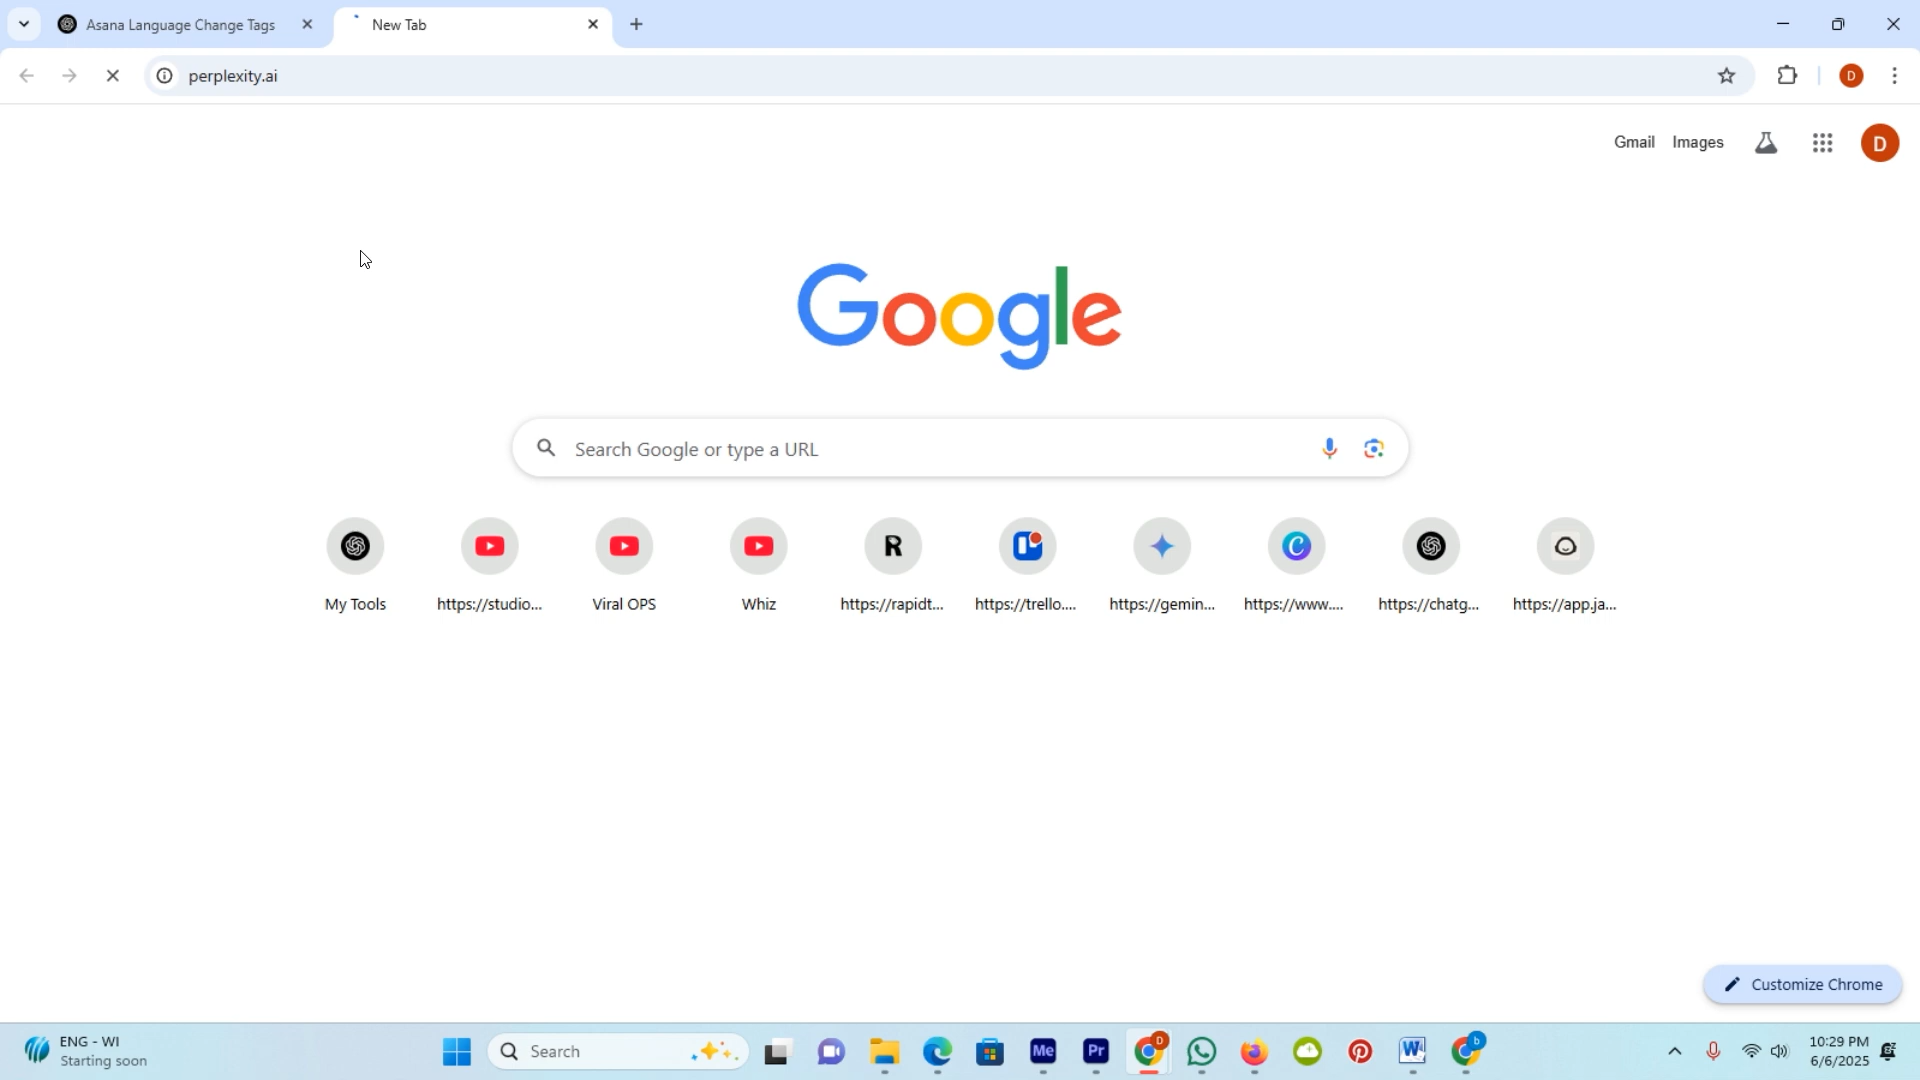 Asana Language Change Tags
New Tab
perplexity.ai
Gmail Images
D
D
Google
Search Google or type a URL
My Tools
https://studio...
Viral OPS
Whiz
https://rapidt...
https://trello....
https://gemin...
https://www....
https://chatg...
https://app.ja...
Customize Chrome
ENG - WI
Starting soon
Search
Me
Pr
D
b
10:29 PM
6/6/2025